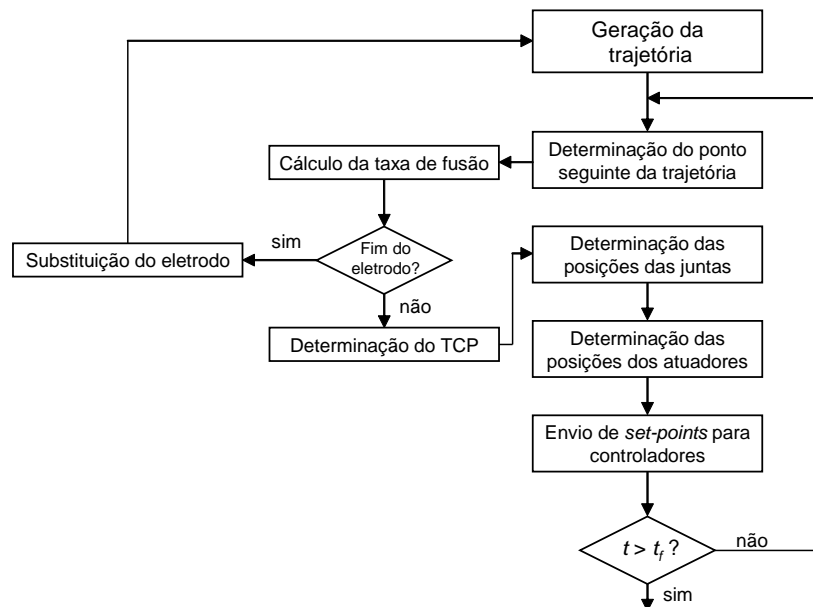 Geração da
trajetória
Determinação do ponto
seguinte da trajetória
Cálculo da taxa de fusão
Fim do
eletrodo?
sim
Substituição do eletrodo
não
Determinação do TCP
Determinação das
posições das juntas
Determinação das
posições dos atuadores
Envio de set-points para
controladores
t > tf ?
não
sim